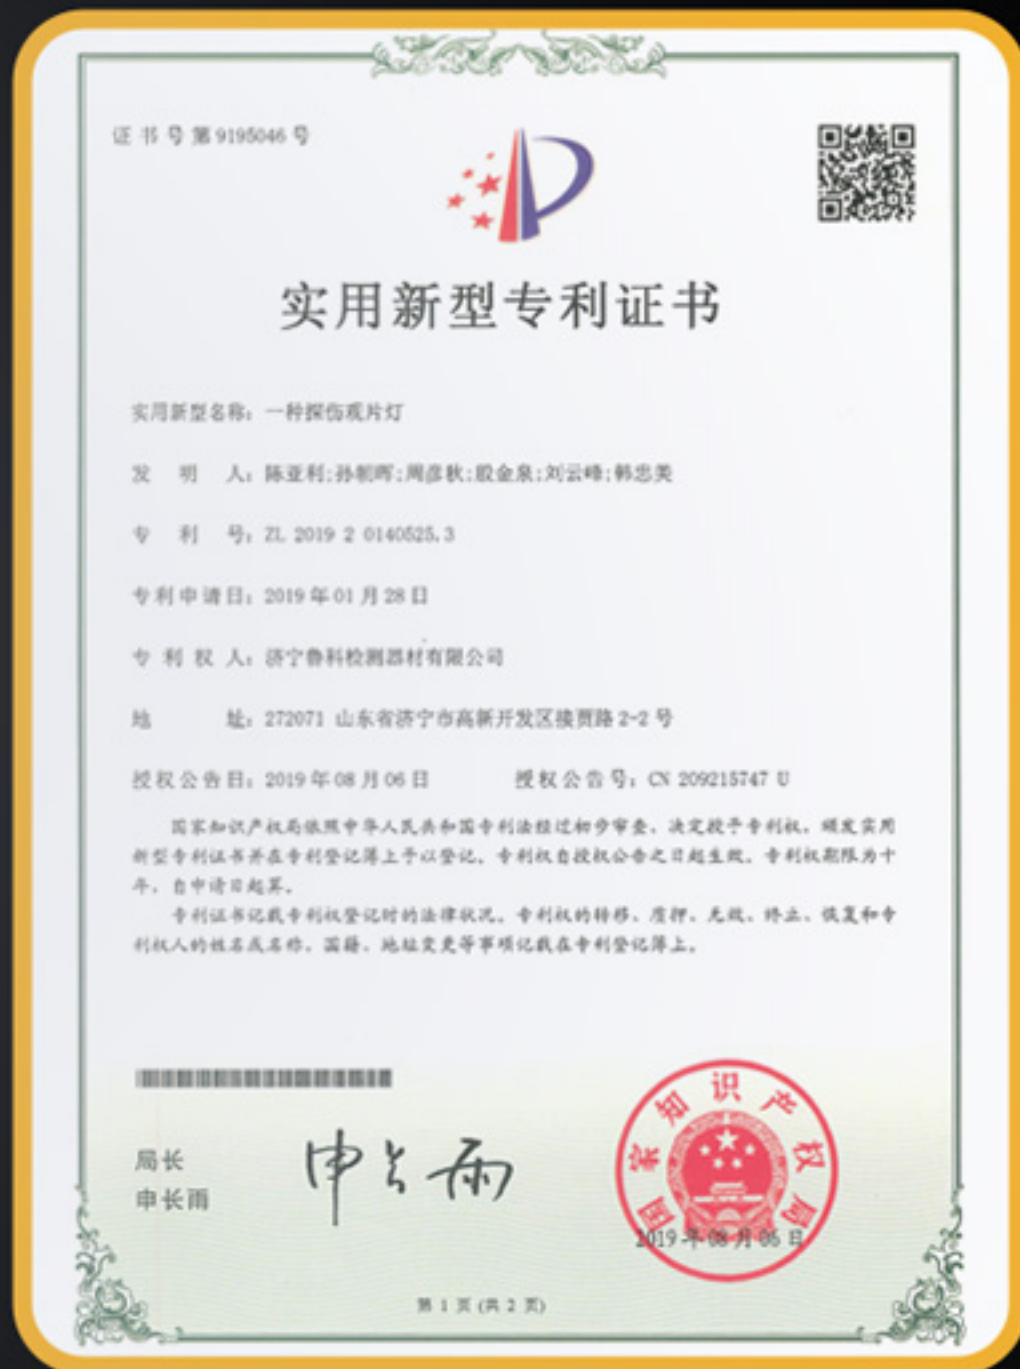 证书号第9195046号
实用新型专利证书
实用新型名称：一种探伤观片灯
发 明 人：陈亚利;孙朝晖;周彦秋;殷金泉;刘云峰;韩忠美
专 利 号：ZL 2019 2 0140525.3
专利申请日：2019年01月28日
专 利 权 人：济宁鲁科检测器材有限公司
地 址：272071 山东省济宁市高新开发区接贾路2-2号
授权公告日：2019年08月06日 授权公告号：CN 209215747 U
国家知识产权局依照中华人民共和国专利法经过初步审查，决定授予专利权，颁发实用
新型专利证书并在专利登记簿上予以登记。专利权自授权公告之日起生效。专利权期限为十
年，自申请日起算。
专利证书记载专利权登记时的法律状况。专利权的转移、质押、无效、终止、恢复和专
利权人的姓名或名称、国籍、地址变更等事项记载在专利登记簿上。
局长
申长雨
申长雨
国家知识产权局
2019年08月06日
第 1 页 (共 2 页)